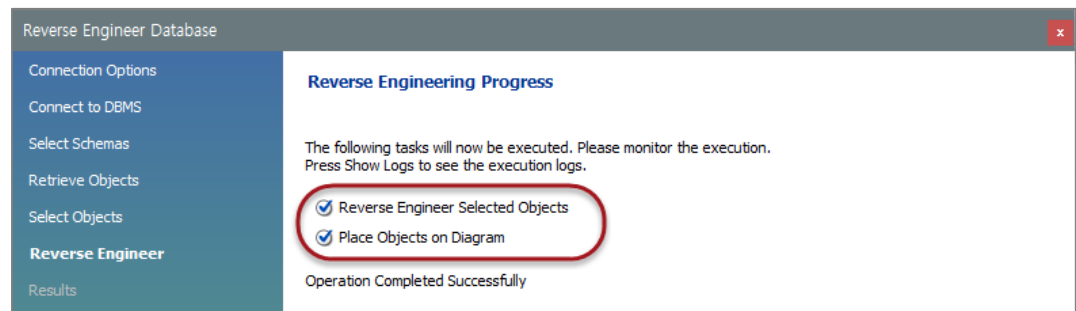 Reverse Engineer Database
x
Connection Options
Connect to DBMS
Select Schemas
Retrieve Objects
Select Objects
Reverse Engineer
Results
Reverse Engineering Progress
The following tasks will now be executed. Please monitor the execution.
Press Show Logs to see the execution logs.
Reverse Engineer Selected Objects
Place Objects on Diagram
Operation Completed Successfully